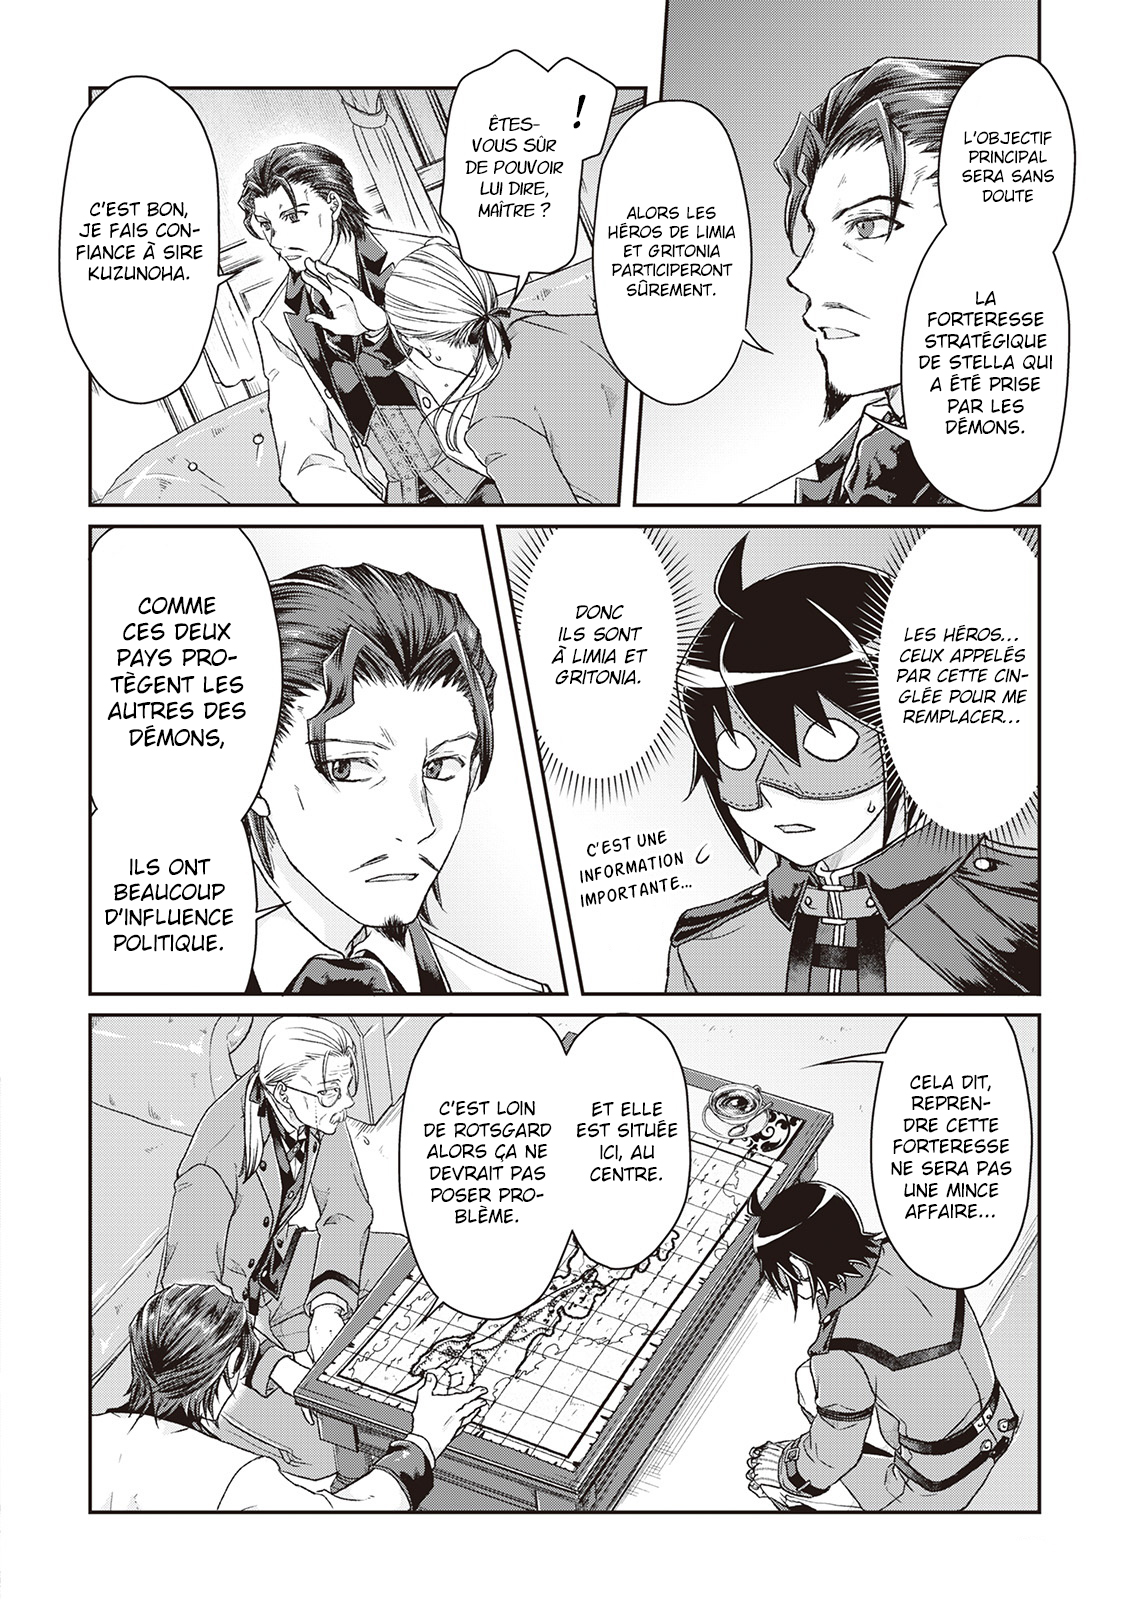 L'OBJECTIF
PRINCIPAL
SERA SANS
DOUTE
LA
FORTERESSE
STRATÉGIQUE
DE STELLA QUI
A ÉTÉ PRISE
PAR LES
DÉMONS.
ALORS LES
HÉROS DE LIMIA
ET GRITONIA
PARTICIPERONT
SÛREMENT.
!
ÊTES-
VOUS SÛR
DE POUVOIR
LUI DIRE,
MAÎTRE ?
C'EST BON,
JE FAIS CON-
FIANCE À SIRE
KUZUNOHA.
LES HÉROS...
CEUX APPELÉS
PAR CETTE CIN-
GLÉE POUR ME
REMPLACER...
DONC
ILS SONT
À LIMIA ET
GRITONIA.
C'EST UNE
INFORMATION
IMPORTANTE...
COMME
CES DEUX
PAYS PRO-
TÈGENT LES
AUTRES DES
DÉMONS,
ILS ONT
BEAUCOUP
D'INFLUENCE
POLITIQUE.
CELA DIT,
REPREN-
DRE CETTE
FORTERESSE
NE SERA PAS
UNE MINCE
AFFAIRE...
ET ELLE
EST SITUÉE
ICI, AU
CENTRE.
C'EST LOIN
DE ROTSGARD
ALORS ÇA NE
DEVRAIT PAS
POSER PRO-
BLÈME.